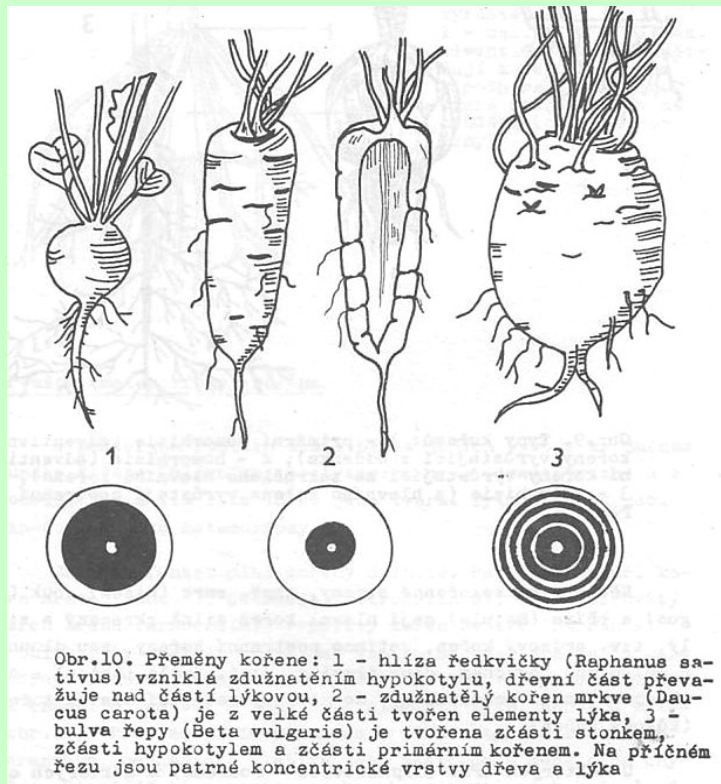 1
2
3
Obr.10. Přeměny kořene: 1 - hlíza ředkvičky (Raphanus sa-
tivus) vzniklá zdužnatěním hypokotylu, dřevní část převa-
žuje nad částí lýkovou, 2 - zdužnatělý kořen mrkve (Dau-
cus carota) je z velké části tvořen elementy lýka, 3 -
bulva řepy (Beta vulgaris) je tvořena zčásti stonkem,
zčásti hypokotylem a zčásti primárním kořenem. Na příčném
řezu jsou patrné koncentrické vrstvy dřeva a lýka